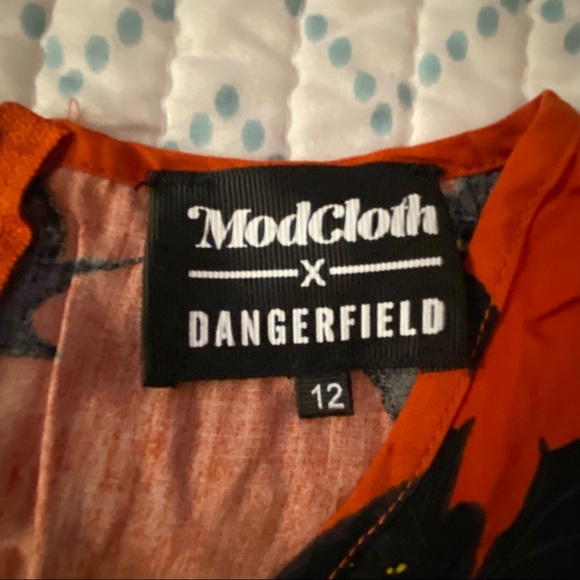 ModCloth
X
DANGERFIELD
12